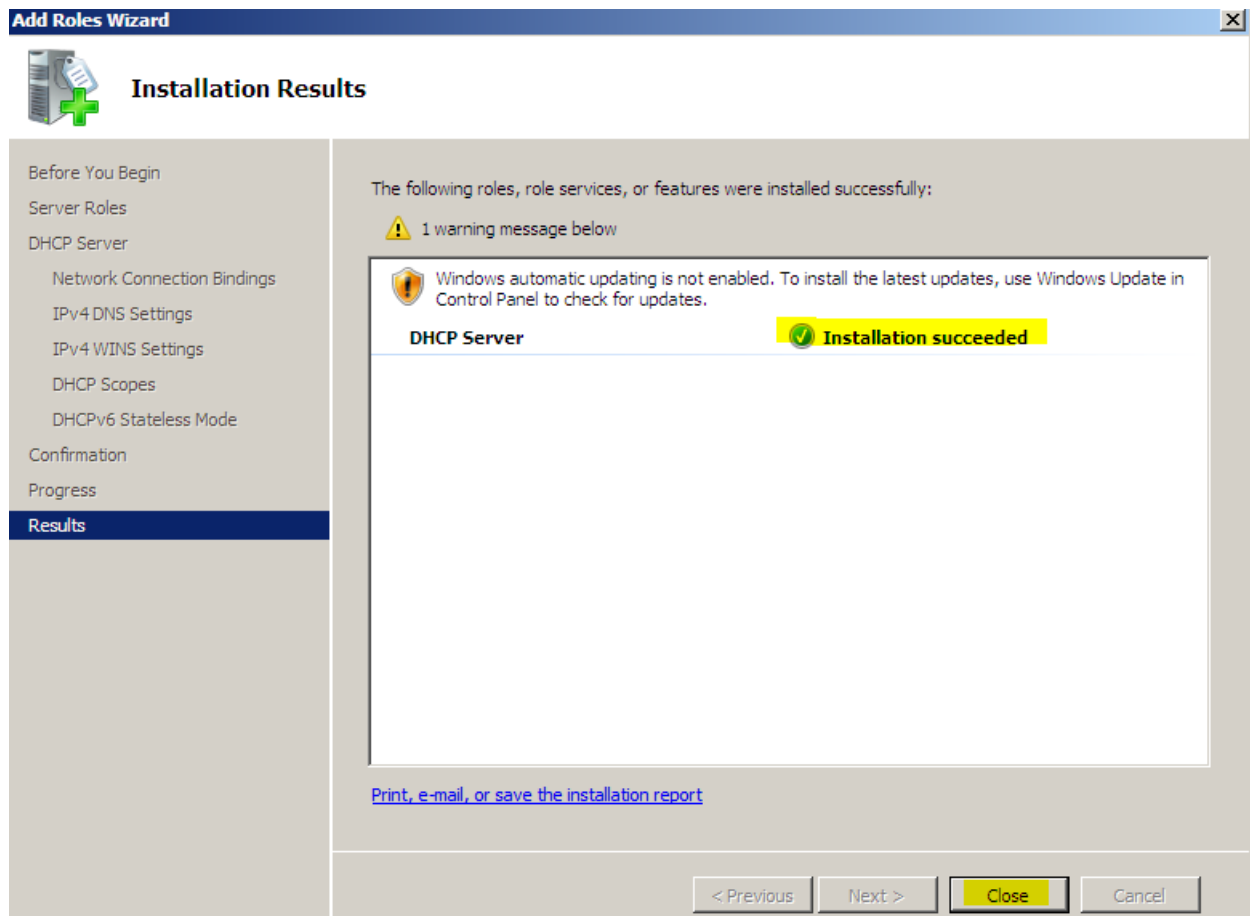 Add Roles Wizard
Installation Results
Before You Begin
Server Roles
DHCP Server
Network Connection Bindings
IPv4 DNS Settings
IPv4 WINS Settings
DHCP Scopes
DHCPv6 Stateless Mode
Confirmation
Progress
Results
The following roles, role services, or features were installed successfully:
1 warning message below
Windows automatic updating is not enabled. To install the latest updates, use Windows Update in
Control Panel to check for updates.
DHCP Server Installation succeeded
Print, e-mail, or save the installation report
< Previous Next > Close Cancel